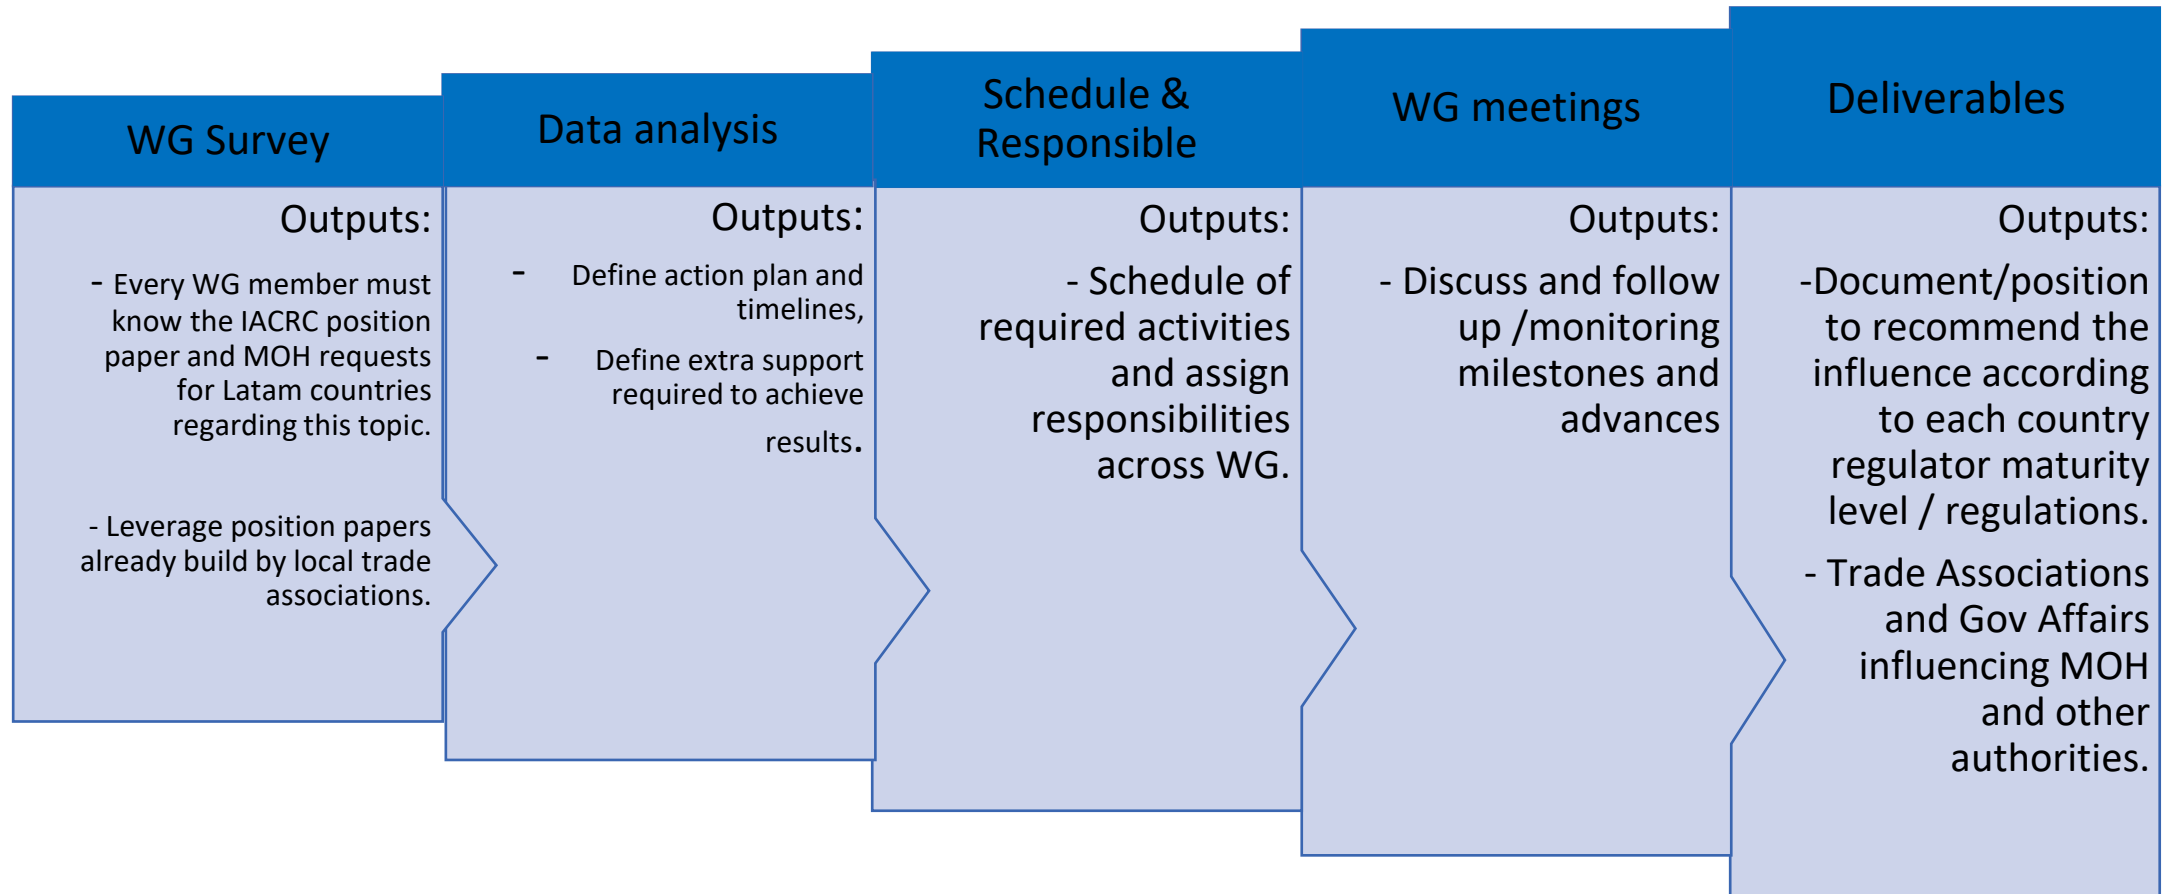 WG Survey
Outputs:
- Every WG member must
know the IACRC position
paper and MOH requests
for Latam countries
regarding this topic.
- Leverage position papers
already build by local trade
associations.
Data analysis
Outputs:
- Define action plan and
timelines,
- Define extra support
required to achieve
results.
Schedule &
Responsible
Outputs:
- Schedule of
required activities
and assign
responsibilities
across WG.
WG meetings
Outputs:
- Discuss and follow
up /monitoring
milestones and
advances
Deliverables
Outputs:
-Document/position
to recommend the
influence according
to each country
regulator maturity
level / regulations.
- Trade Associations
and Gov Affairs
influencing MOH
and other
authorities.